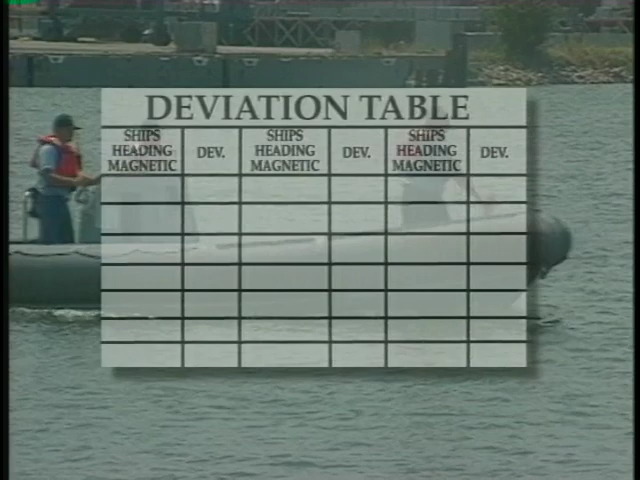 DEVIATION TABLE
SHIPS HEADING MAGNETIC
DEV.
SHIPS HEADING MAGNETIC
DEV.
SHIPS HEADING MAGNETIC
DEV.